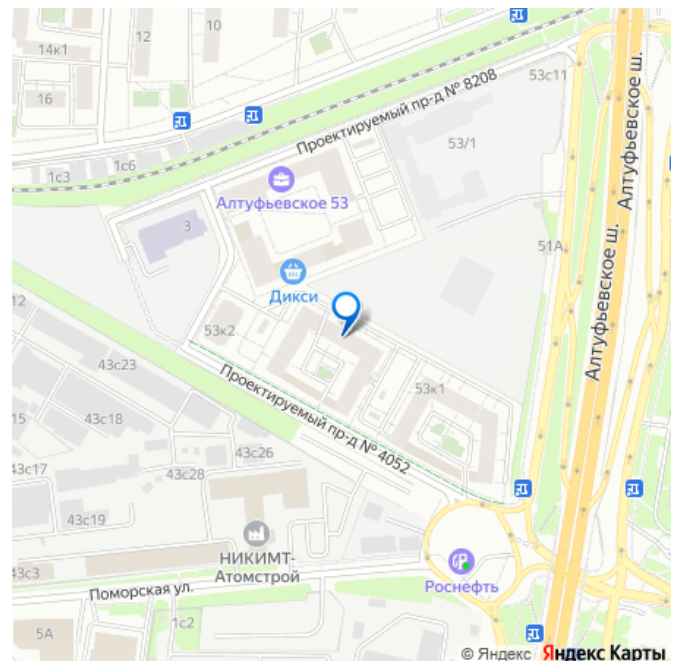 12
10
14к1
16
53с11
Проектируемый пр-д № 8208
Алтуфьевское ш.
Алтуфьевское ш.
53/1
1с6
1с3
Алтуфьевское 53
3
51А
Дикси
12
53к2
43с23
53к1
Проектируемый пр-д № 4052
15
43с18
43с26
43с17
43с28
43с19
НИКИМТ-
Атомстрой
43с3
Роснефть
Поморская ул.
1с2
5А
© Яндекс Яндекс Карты